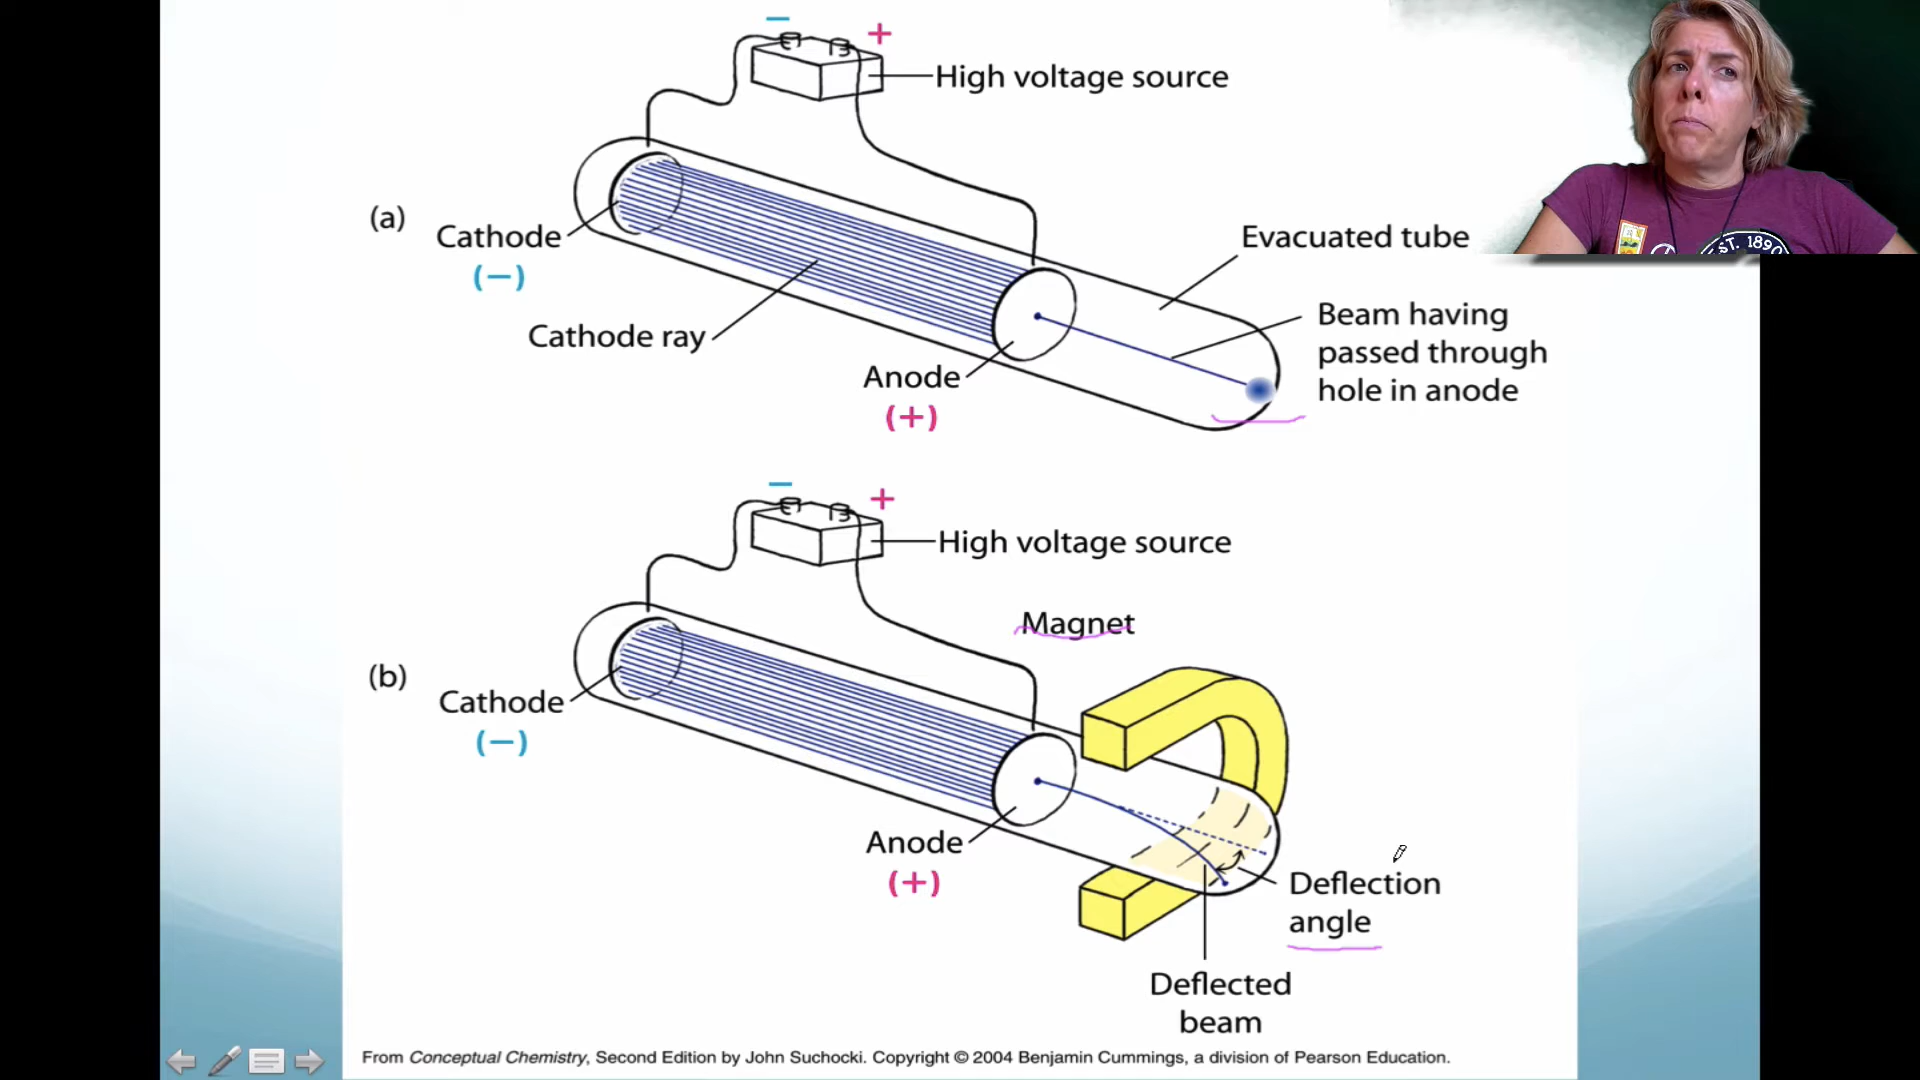 −
+
High voltage source
(a)
Cathode
(−)
Evacuated tube
Cathode ray
Beam having
passed through
hole in anode
Anode
(+)
EST. 1890
−
+
High voltage source
Magnet
(b)
Cathode
(−)
Anode
(+)
Deflection
angle
Deflected
beam
From Conceptual Chemistry, Second Edition by John Suchocki. Copyright © 2004 Benjamin Cummings, a division of Pearson Education.